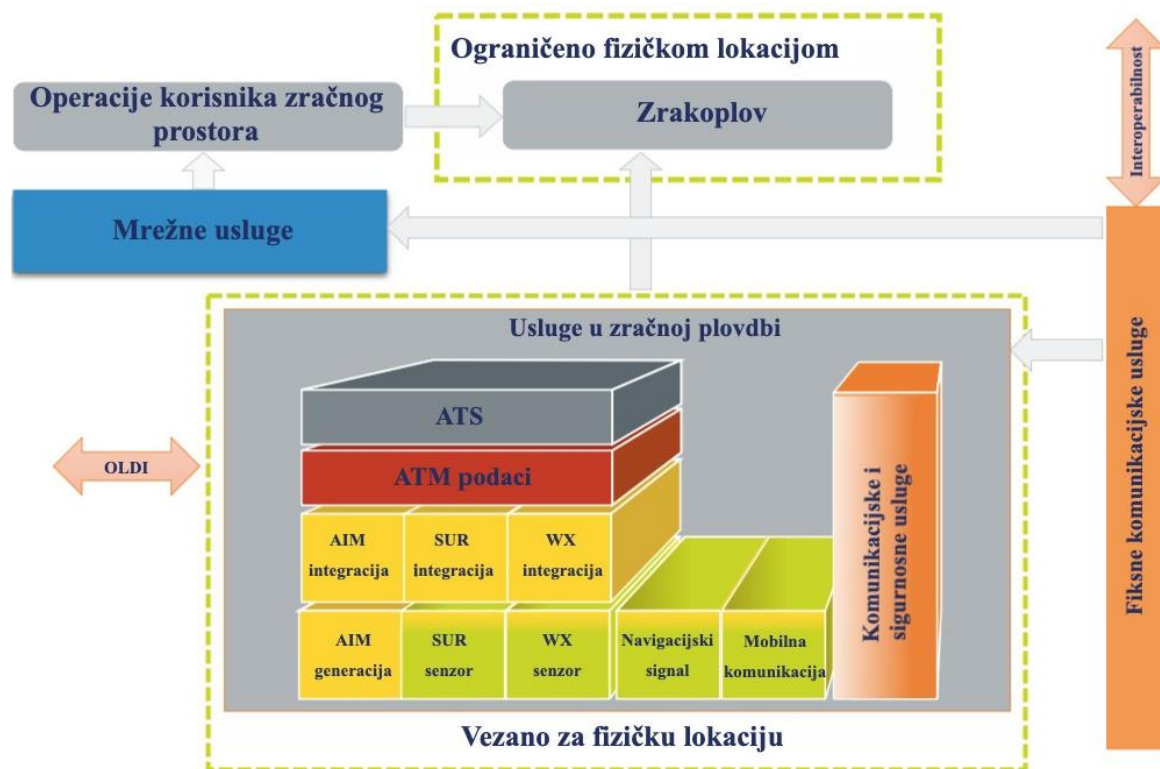 Ograničeno fizičkom lokacijom
Operacije korisnika zračnog
prostora
Zrakoplov
Interoperabilnost
Mrežne usluge
Usluge u zračnoj plovdbi
ATS
OLDI
ATM podaci
AIM
integracija
SUR
integracija
WX
integracija
AIM
generacija
SUR
senzor
WX
senzor
Navigacijski
signal
Mobilna
komunikacija
Komunikacijske i
sigurnosne usluge
Fiksne komunikacijske usluge
Vezano za fizičku lokaciju